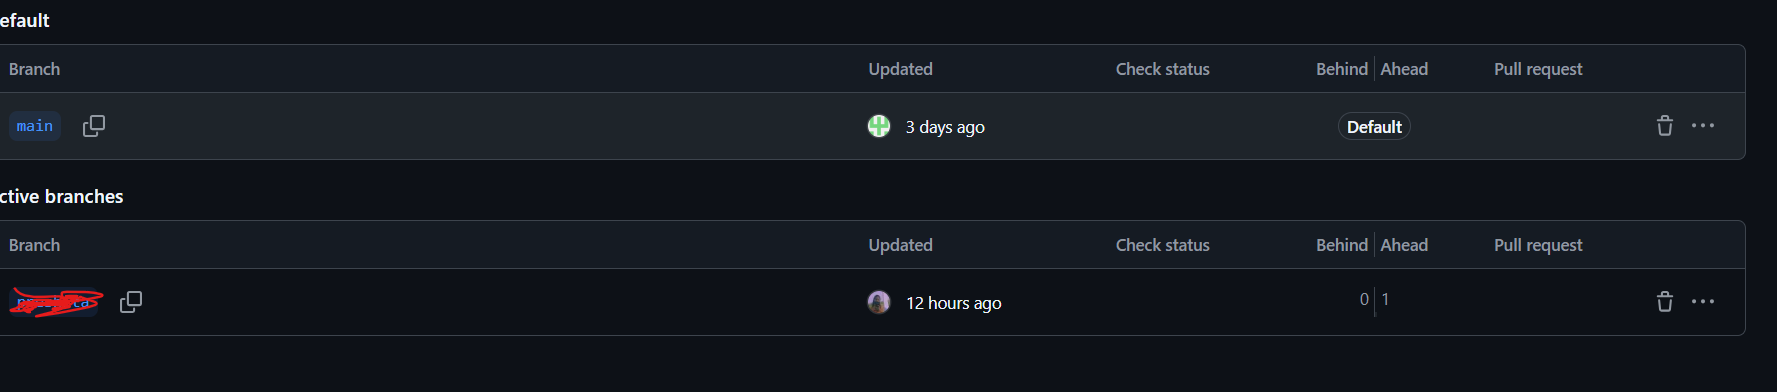 efault
Branch Updated Check status Behind Ahead Pull request
main 3 days ago Default
ctive branches
Branch Updated Check status Behind Ahead Pull request
12 hours ago 0 1